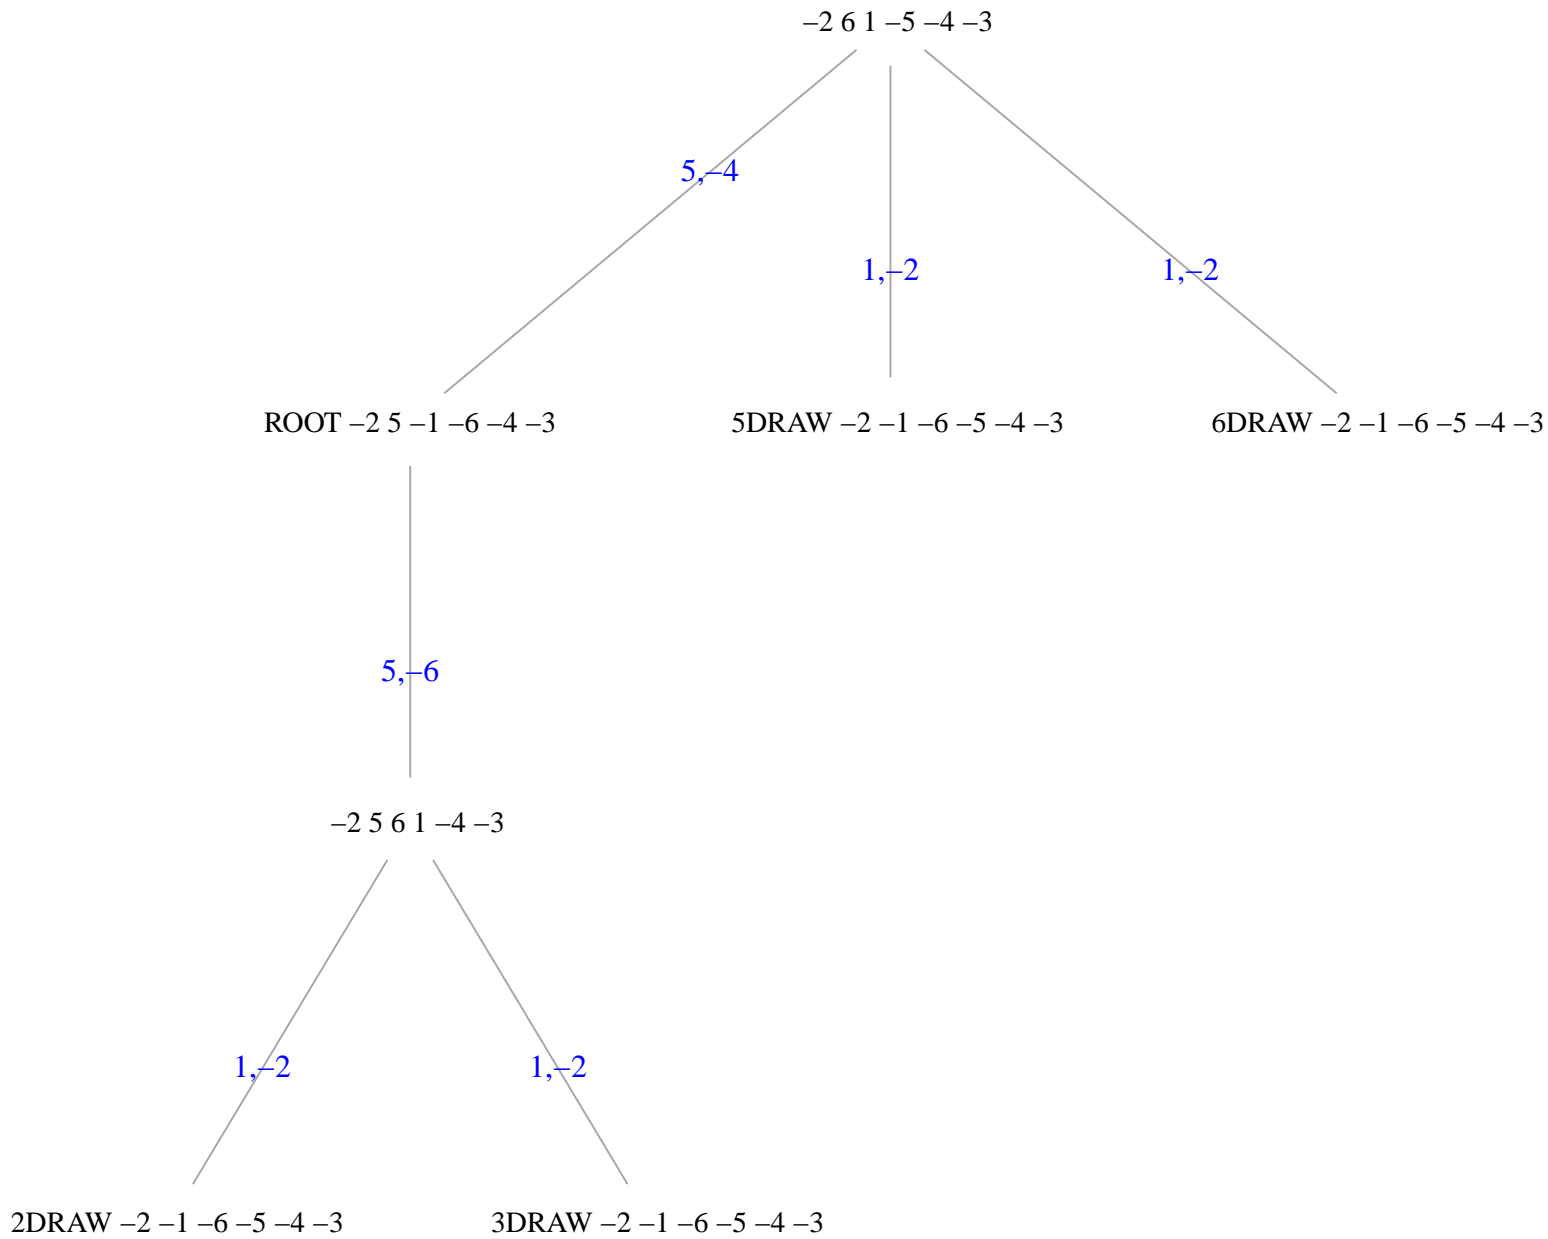 –2 6 1 –5 –4 –3
5,–4
1,–2
1,–2
ROOT –2 5 –1 –6 –4 –3
5DRAW –2 –1 –6 –5 –4 –3
6DRAW –2 –1 –6 –5 –4 –3
5,–6
–2 5 6 1 –4 –3
1,–2
1,–2
2DRAW –2 –1 –6 –5 –4 –3
3DRAW –2 –1 –6 –5 –4 –3